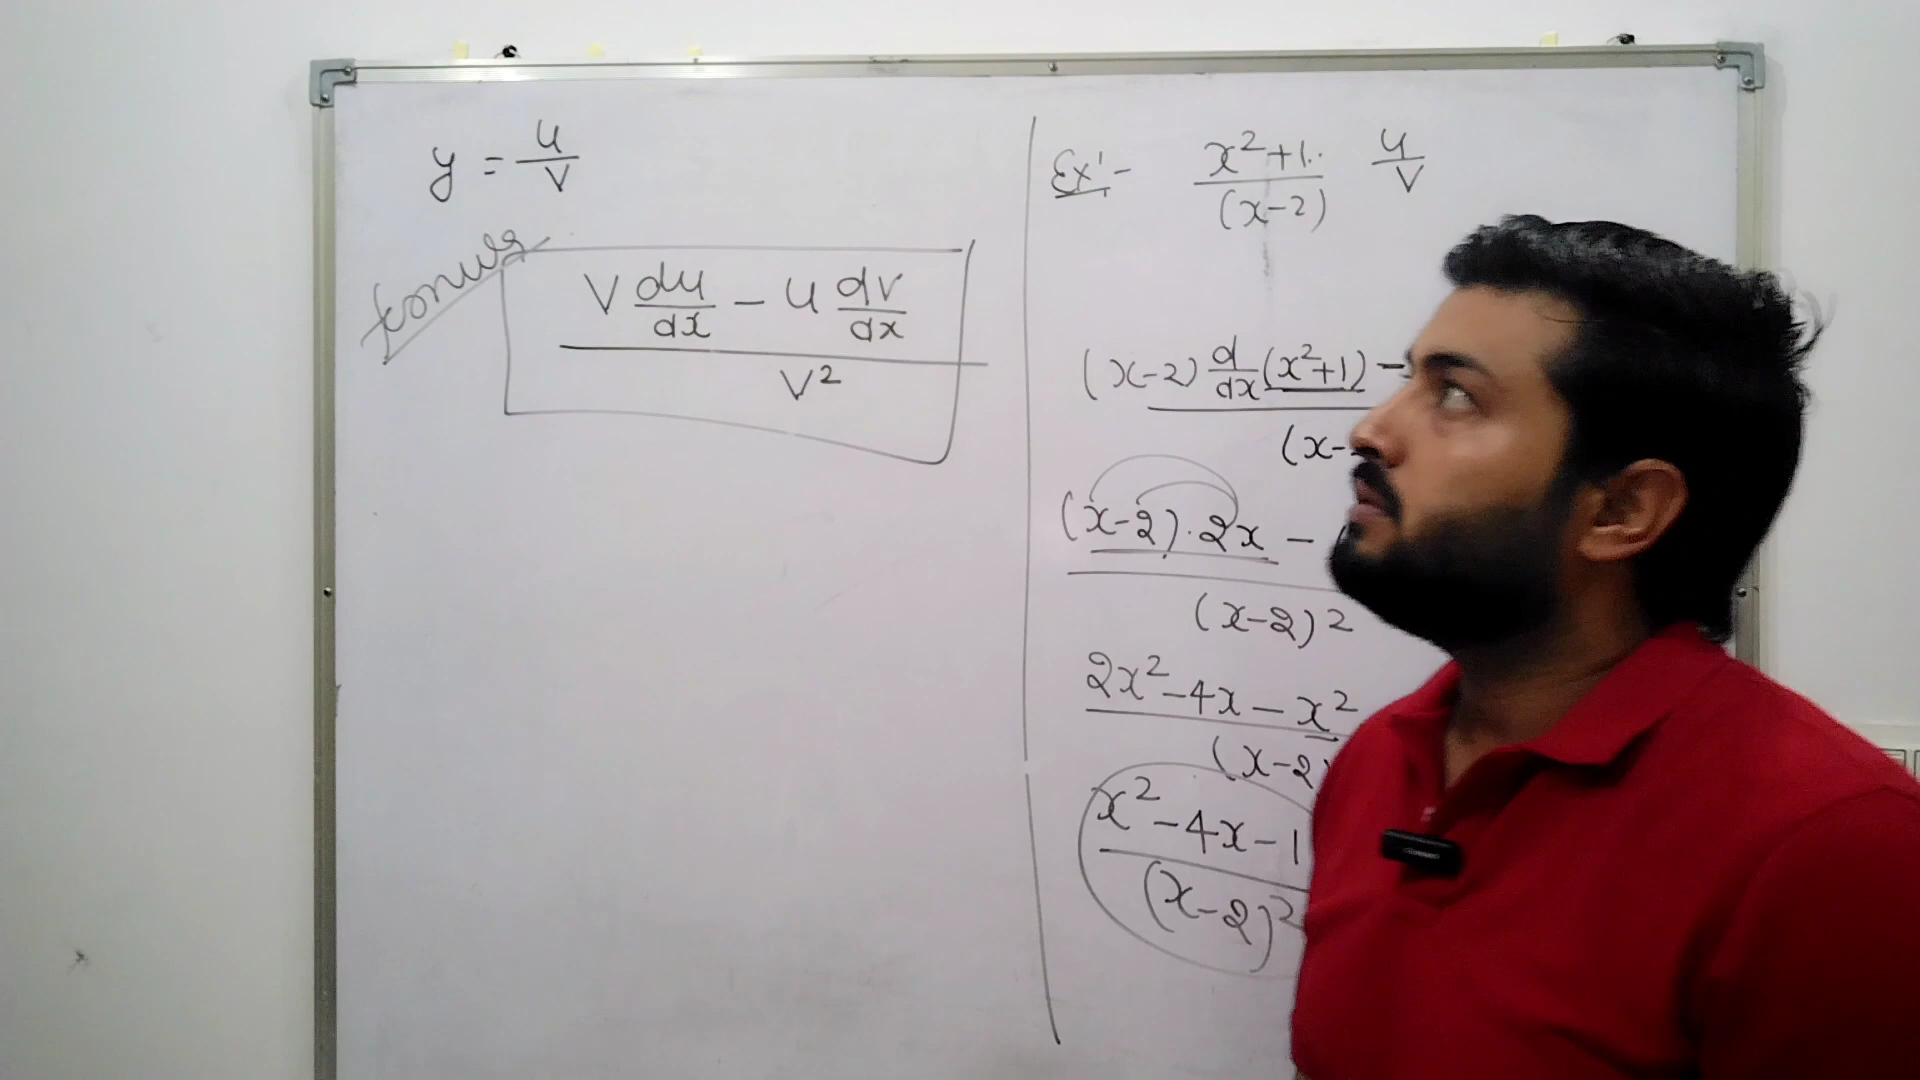 y = u/v
V du/dx - u dv/dx
V²
Ex:- x²+1 u/v
(x-2)
(x-2) d/dx (x²+1) -
(x-
(x-2).2x -
(x-2)²
2x²-4x-x²
(x-2)
x²-4x-1
(x-2)²